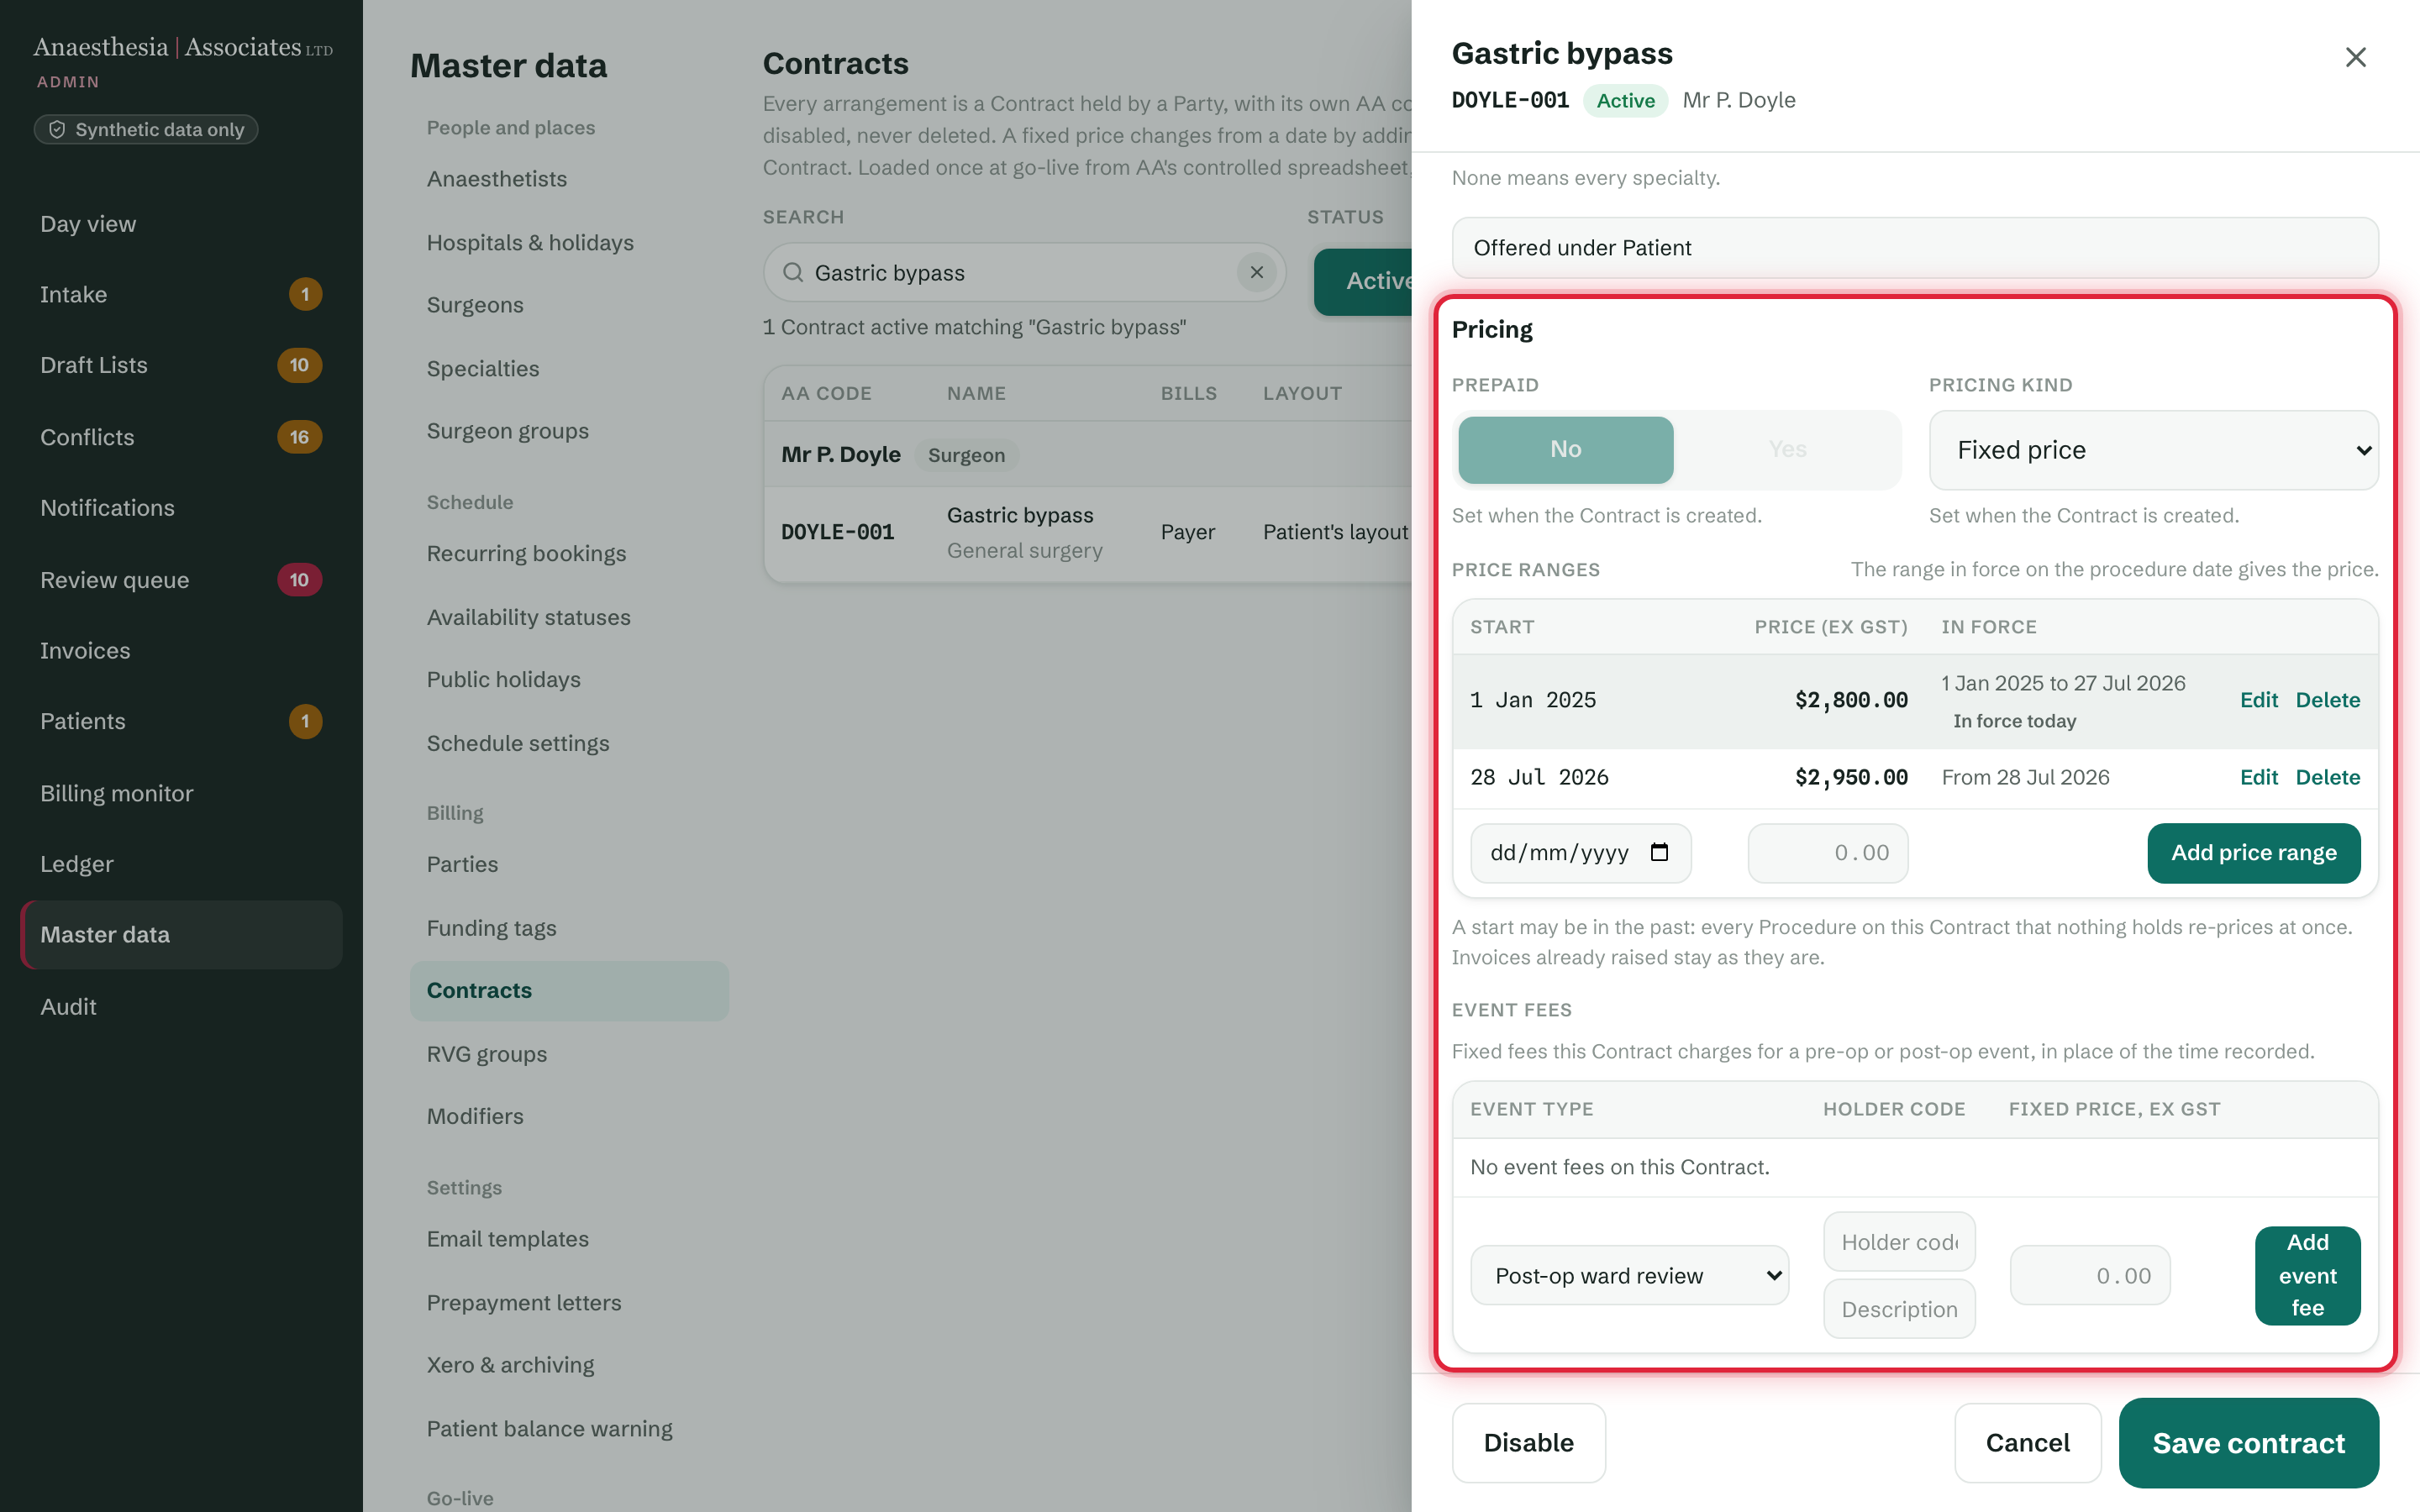 Anaesthesia | Associates LTD
ADMIN
Synthetic data only
Day view
Intake 1
Draft Lists 10
Conflicts 16
Notifications
Review queue 10
Invoices
Patients 1
Billing monitor
Ledger
Master data
Audit
Master data
People and places
Anaesthetists
Hospitals & holidays
Surgeons
Specialties
Surgeon groups
Schedule
Recurring bookings
Availability statuses
Public holidays
Schedule settings
Billing
Parties
Funding tags
Contracts
RVG groups
Modifiers
Settings
Email templates
Prepayment letters
Xero & archiving
Patient balance warning
Go-live
Contracts
Every arrangement is a Contract held by a Party, with its own AA co
disabled, never deleted. A fixed price changes from a date by addin
Contract. Loaded once at go-live from AA's controlled spreadsheet,
SEARCH STATUS
Gastric bypass Active
1 Contract active matching "Gastric bypass"
AA CODE NAME BILLS LAYOUT
Mr P. Doyle Surgeon
DOYLE-001 Gastric bypass Payer Patient's layout
General surgery
Gastric bypass
DOYLE-001 Active Mr P. Doyle
None means every specialty.
Offered under Patient
Pricing
PREPAID PRICING KIND
No Yes Fixed price
Set when the Contract is created. Set when the Contract is created.
PRICE RANGES The range in force on the procedure date gives the price.
START PRICE (EX GST) IN FORCE
1 Jan 2025 $2,800.00 1 Jan 2025 to 27 Jul 2026 Edit Delete
In force today
28 Jul 2026 $2,950.00 From 28 Jul 2026 Edit Delete
dd/mm/yyyy 0.00 Add price range
A start may be in the past: every Procedure on this Contract that nothing holds re-prices at once.
Invoices already raised stay as they are.
EVENT FEES
Fixed fees this Contract charges for a pre-op or post-op event, in place of the time recorded.
EVENT TYPE HOLDER CODE FIXED PRICE, EX GST
No event fees on this Contract.
Post-op ward review Holder code 0.00 Add event fee
Description
Disable Cancel Save contract